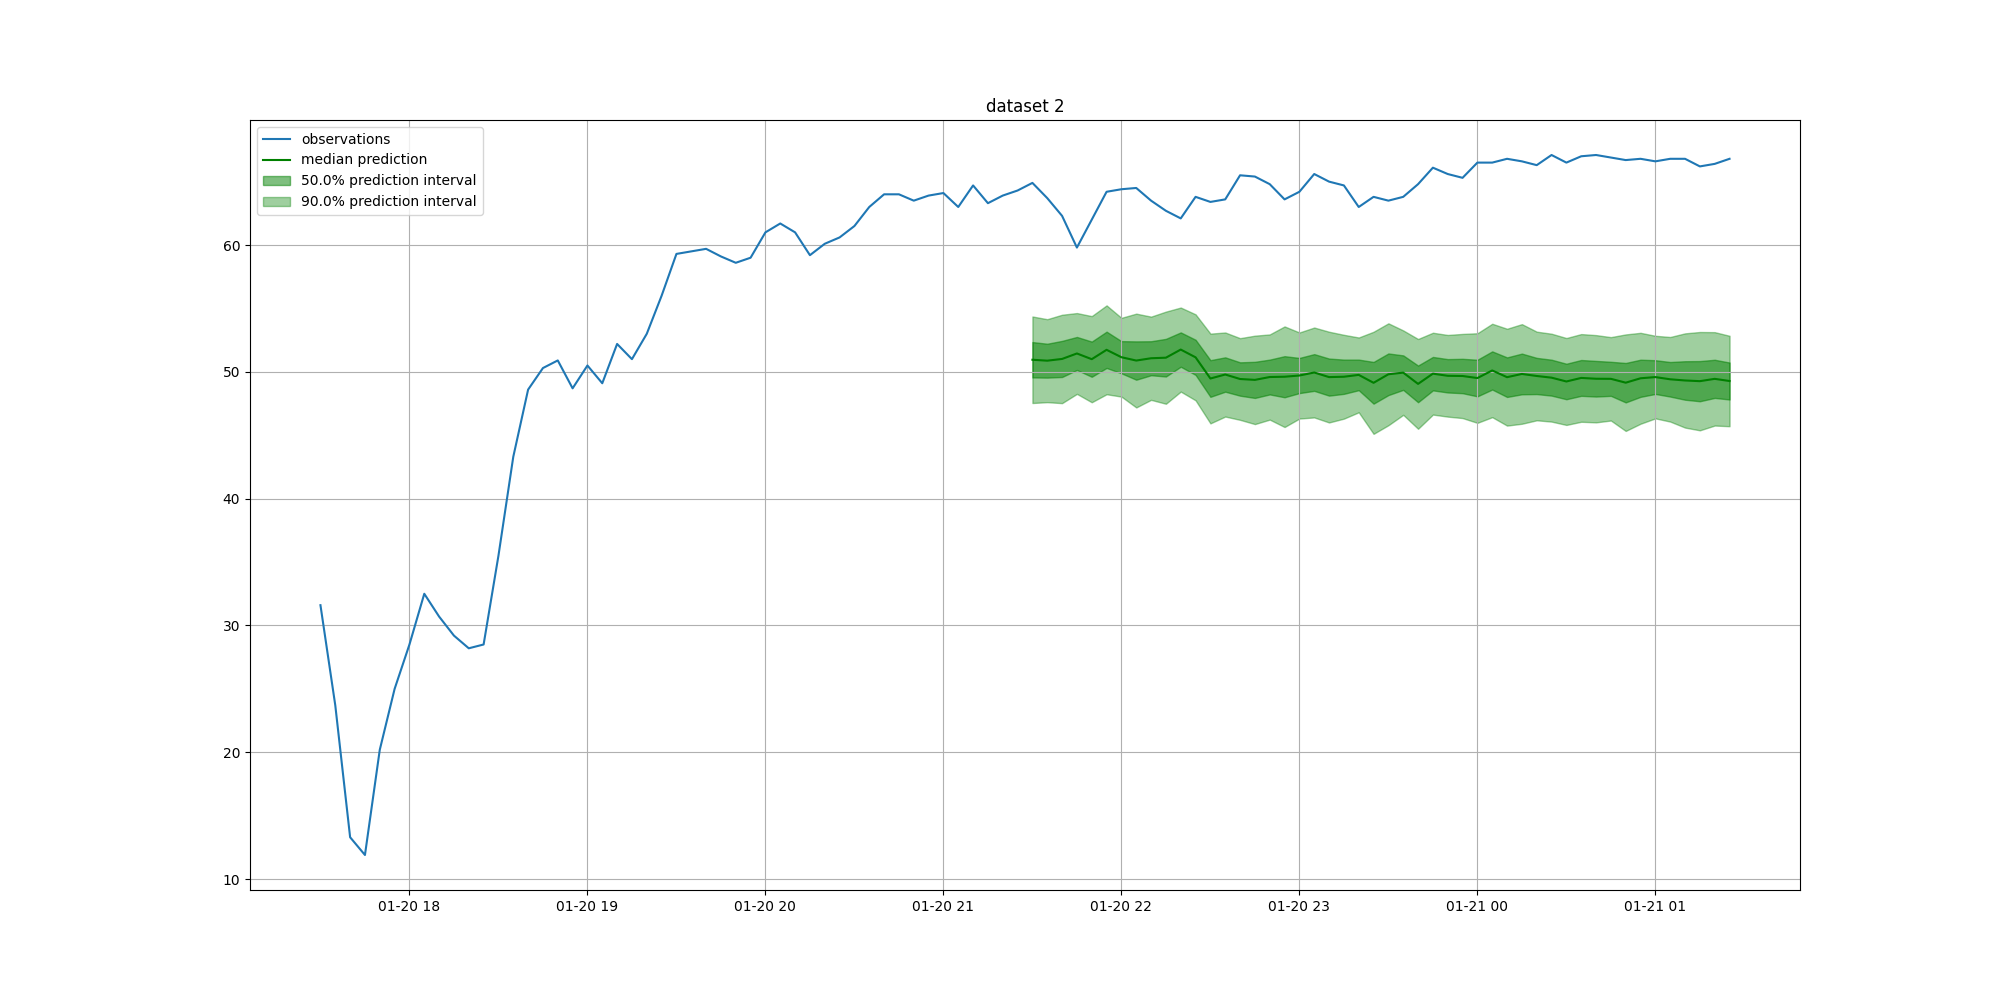 dataset 2
observations
median prediction
50.0% prediction interval
90.0% prediction interval
60
50
40
30
20
10
01-20 18
01-20 19
01-20 20
01-20 21
01-20 22
01-20 23
01-21 00
01-21 01